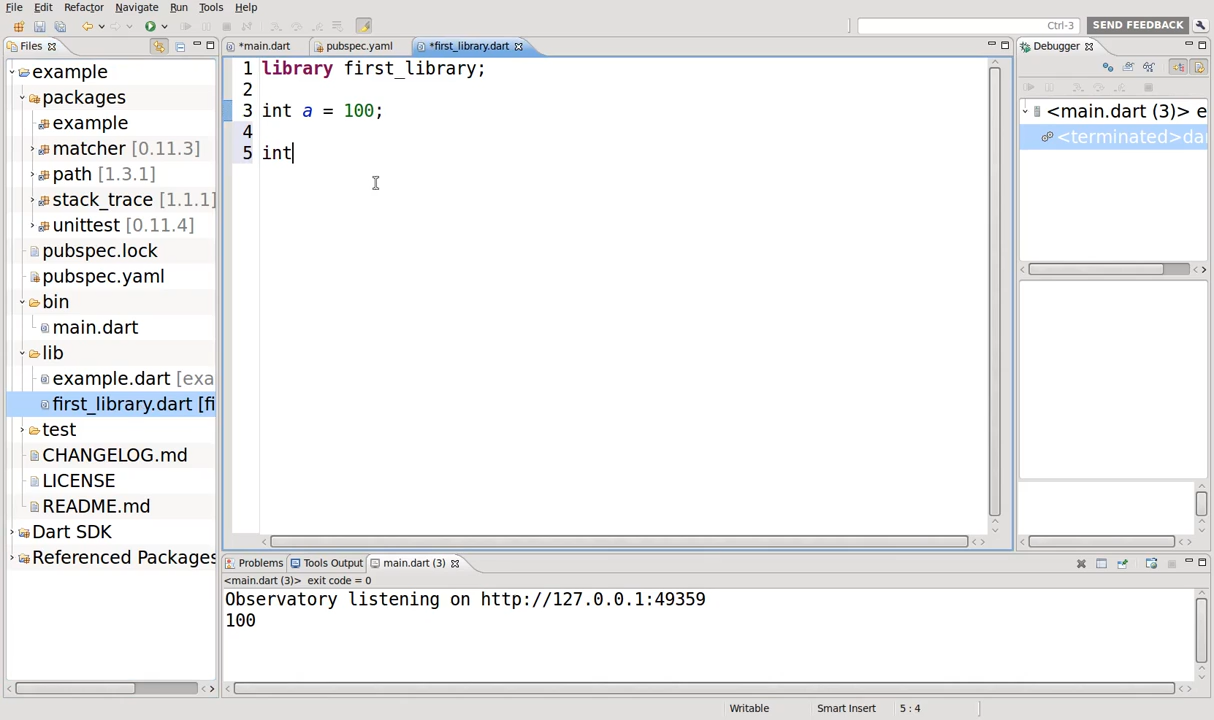 File Edit Refactor Navigate Run Tools Help
Ctrl-3 SEND FEEDBACK
Files
*main.dart pubspec.yaml *first_library.dart
Debugger
example
packages
example
matcher [0.11.3]
path [1.3.1]
stack_trace [1.1.1]
unittest [0.11.4]
pubspec.lock
pubspec.yaml
bin
main.dart
lib
example.dart [exa
first_library.dart [fi
test
CHANGELOG.md
LICENSE
README.md
Dart SDK
Referenced Packages
1 library first_library;
2
3 int a = 100;
4
5 int
<main.dart (3)> e
<terminated>dar
Problems Tools Output main.dart (3)
<main.dart (3)> exit code = 0
Observatory listening on http://127.0.0.1:49359
100
Writable Smart Insert 5 : 4